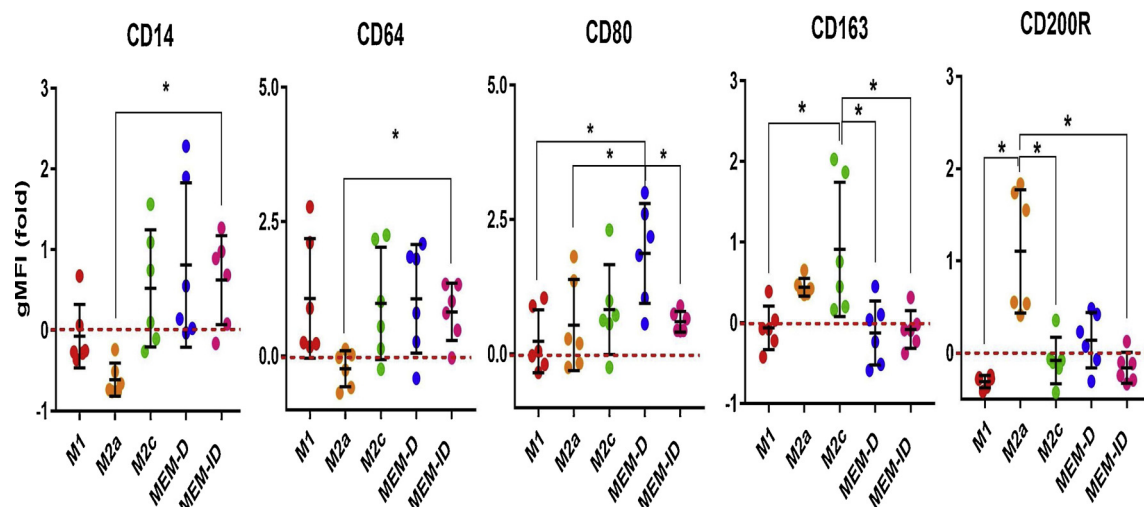 CD14
CD64
CD80
CD163
CD200R
gMFI (fold)
3
2
1
0
-1
*
M1
M2a
M2c
MEM-D
MEM-ID
5.0
2.5
0.0
*
M1
M2a
M2c
MEM-D
MEM-ID
5.0
2.5
0.0
*
* *
M1
M2a
M2c
MEM-D
MEM-ID
3
2
1
0
-1
* *
*
M1
M2a
M2c
MEM-D
MEM-ID
3
2
1
0
*
* *
M1
M2a
M2c
MEM-D
MEM-ID